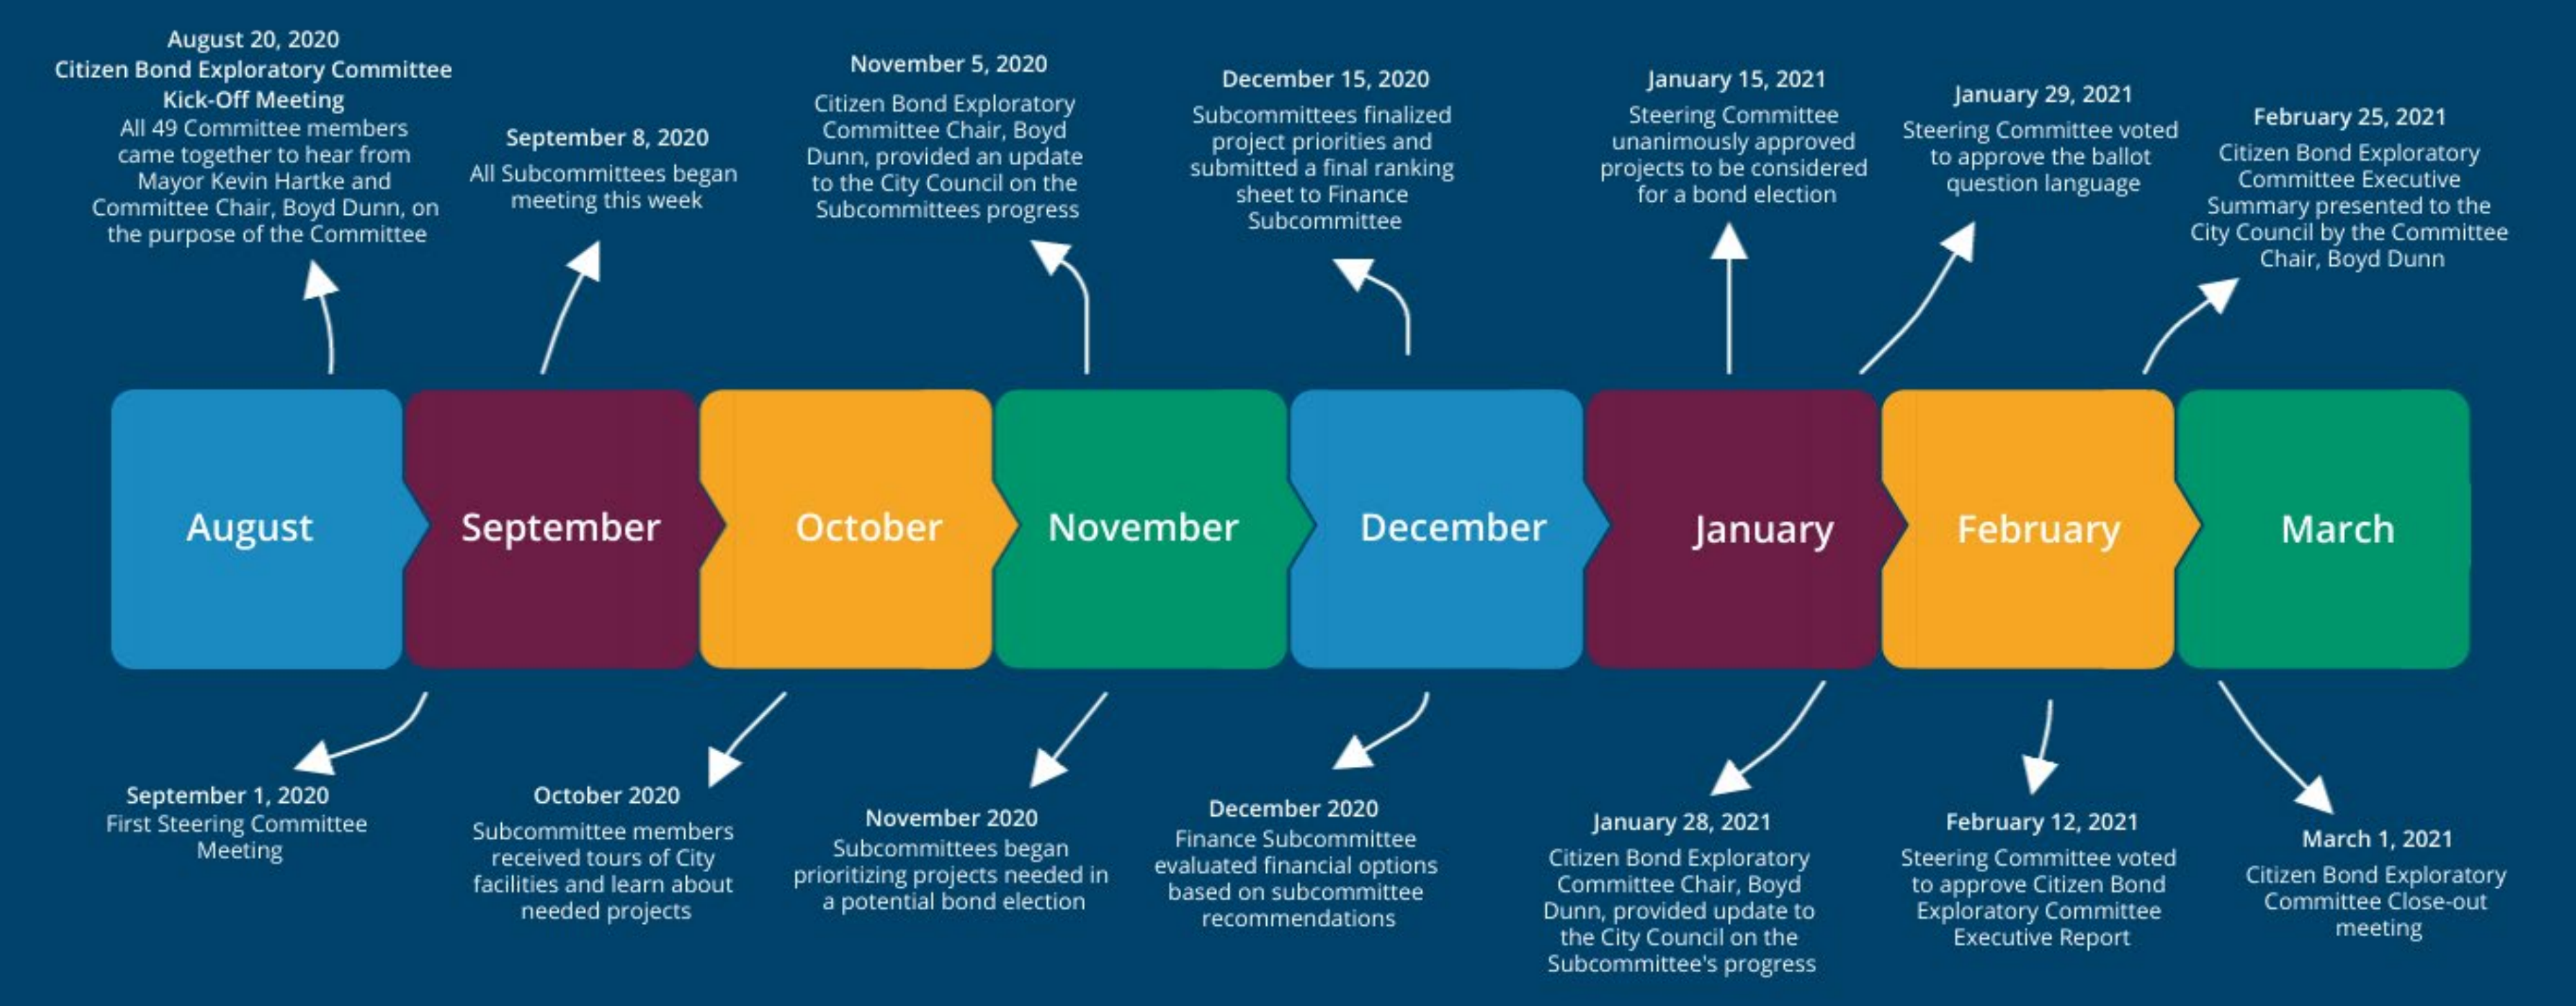 August 20, 2020
Citizen Bond Exploratory Committee
Kick-Off Meeting
All 49 Committee members
came together to hear from
Mayor Kevin Hartke and
Committee Chair, Boyd Dunn, on
the purpose of the Committee
September 8, 2020
All Subcommittees began
meeting this week
November 5, 2020
Citizen Bond Exploratory
Committee Chair, Boyd
Dunn, provided an update
to the City Council on the
Subcommittees progress
December 15, 2020
Subcommittees finalized
project priorities and
submitted a final ranking
sheet to Finance
Subcommittee
January 15, 2021
Steering Committee
unanimously approved
projects to be considered
for a bond election
January 29, 2021
Steering Committee voted
to approve the ballot
question language
February 25, 2021
Citizen Bond Exploratory
Committee Executive
Summary presented to the
City Council by the Committee
Chair, Boyd Dunn
August
September
October
November
December
January
February
March
September 1, 2020
First Steering Committee
Meeting
October 2020
Subcommittee members
received tours of City
facilities and learn about
needed projects
November 2020
Subcommittees began
prioritizing projects needed in
a potential bond election
December 2020
Finance Subcommittee
evaluated financial options
based on subcommittee
recommendations
January 28, 2021
Citizen Bond Exploratory
Committee Chair, Boyd
Dunn, provided update to
the City Council on the
Subcommittee's progress
February 12, 2021
Steering Committee voted
to approve Citizen Bond
Exploratory Committee
Executive Report
March 1, 2021
Citizen Bond Exploratory
Committee Close-out
meeting